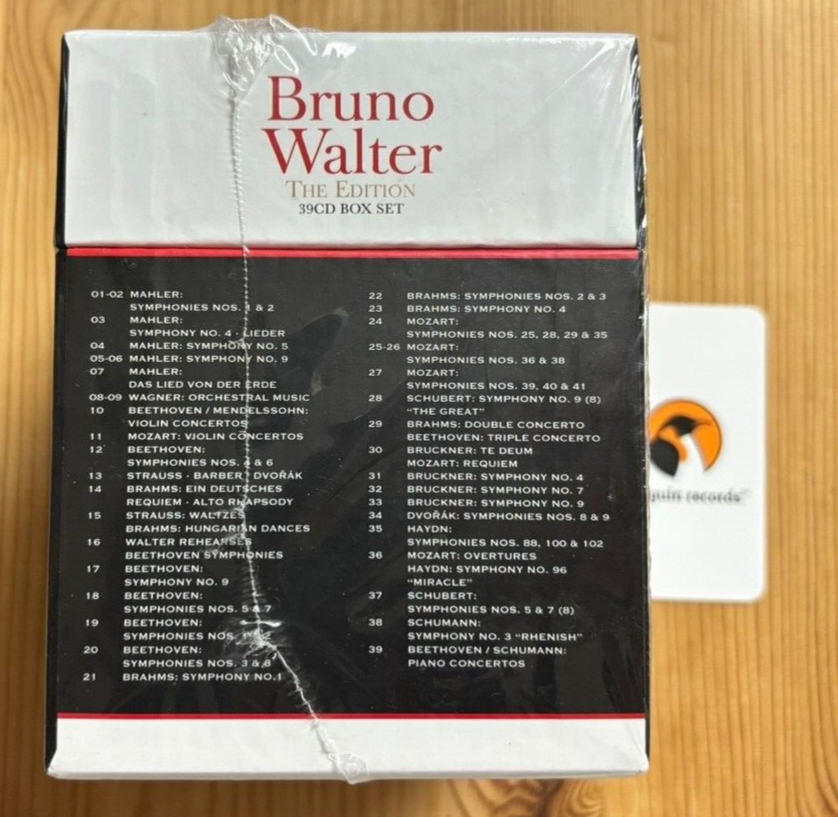 Bruno
Walter
THE EDITION
39CD BOX SET
01-02 MAHLER:
SYMPHONIES NOS. 1 & 2
03 MAHLER:
SYMPHONY NO. 4 · LIEDER
04 MAHLER: SYMPHONY NO. 5
05-06 MAHLER: SYMPHONY NO. 9
07 MAHLER:
DAS LIED VON DER ERDE
08-09 WAGNER: ORCHESTRAL MUSIC
10 BEETHOVEN / MENDELSSOHN:
VIOLIN CONCERTOS
11 MOZART: VIOLIN CONCERTOS
12 BEETHOVEN:
SYMPHONIES NOS. 4 & 6
13 STRAUSS · BARBER · DVOŘÁK
14 BRAHMS: EIN DEUTSCHES
REQUIEM · ALTO RHAPSODY
15 STRAUSS: WALTZES
BRAHMS: HUNGARIAN DANCES
16 WALTER REHEARSES
BEETHOVEN SYMPHONIES
17 BEETHOVEN:
SYMPHONY NO. 9
18 BEETHOVEN:
SYMPHONIES NOS. 5 & 7
19 BEETHOVEN:
SYMPHONIES NOS.
20 BEETHOVEN:
SYMPHONIES NOS. 3 & 8
21 BRAHMS: SYMPHONY NO.1
22 BRAHMS: SYMPHONIES NOS. 2 & 3
23 BRAHMS: SYMPHONY NO. 4
24 MOZART:
SYMPHONIES NOS. 25, 28, 29 & 35
25-26 MOZART:
SYMPHONIES NOS. 36 & 38
27 MOZART:
SYMPHONIES NOS. 39, 40 & 41
28 SCHUBERT: SYMPHONY NO. 9 (8)
“THE GREAT”
29 BRAHMS: DOUBLE CONCERTO
BEETHOVEN: TRIPLE CONCERTO
30 BRUCKNER: TE DEUM
MOZART: REQUIEM
31 BRUCKNER: SYMPHONY NO. 4
32 BRUCKNER: SYMPHONY NO. 7
33 BRUCKNER: SYMPHONY NO. 9
34 DVOŘÁK: SYMPHONIES NOS. 8 & 9
35 HAYDN:
SYMPHONIES NOS. 88, 100 & 102
36 MOZART: OVERTURES
HAYDN: SYMPHONY NO. 96
“MIRACLE”
37 SCHUBERT:
SYMPHONIES NOS. 5 & 7 (8)
38 SCHUMANN:
SYMPHONY NO. 3 “RHENISH”
39 BEETHOVEN / SCHUMANN:
PIANO CONCERTOS
records